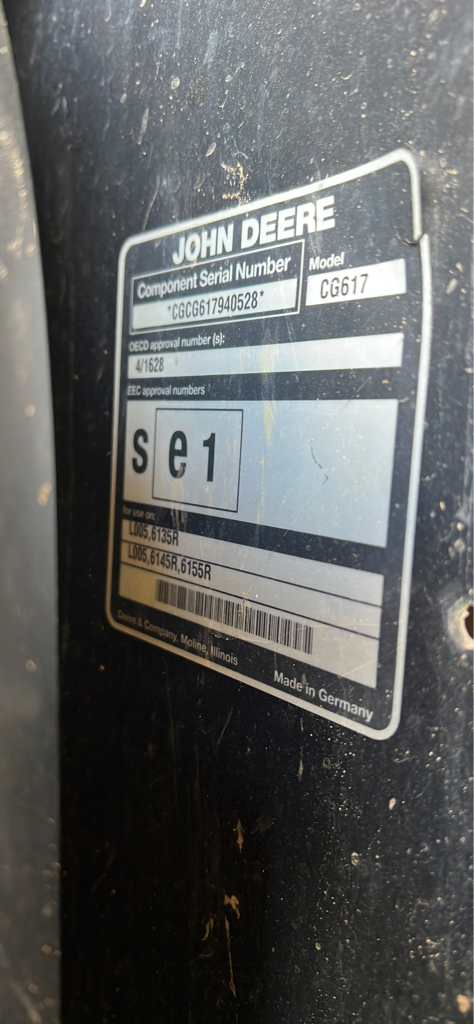 JOHN DEERE
Component Serial Number
*CGCG617940528*
Model
CG617
OECD approval number (s):
4/1628
EEC approval numbers
s e 1
for use on:
L005,6135R
L005,6145R,6155R
Deere & Company, Moline, Illinois
Made in Germany